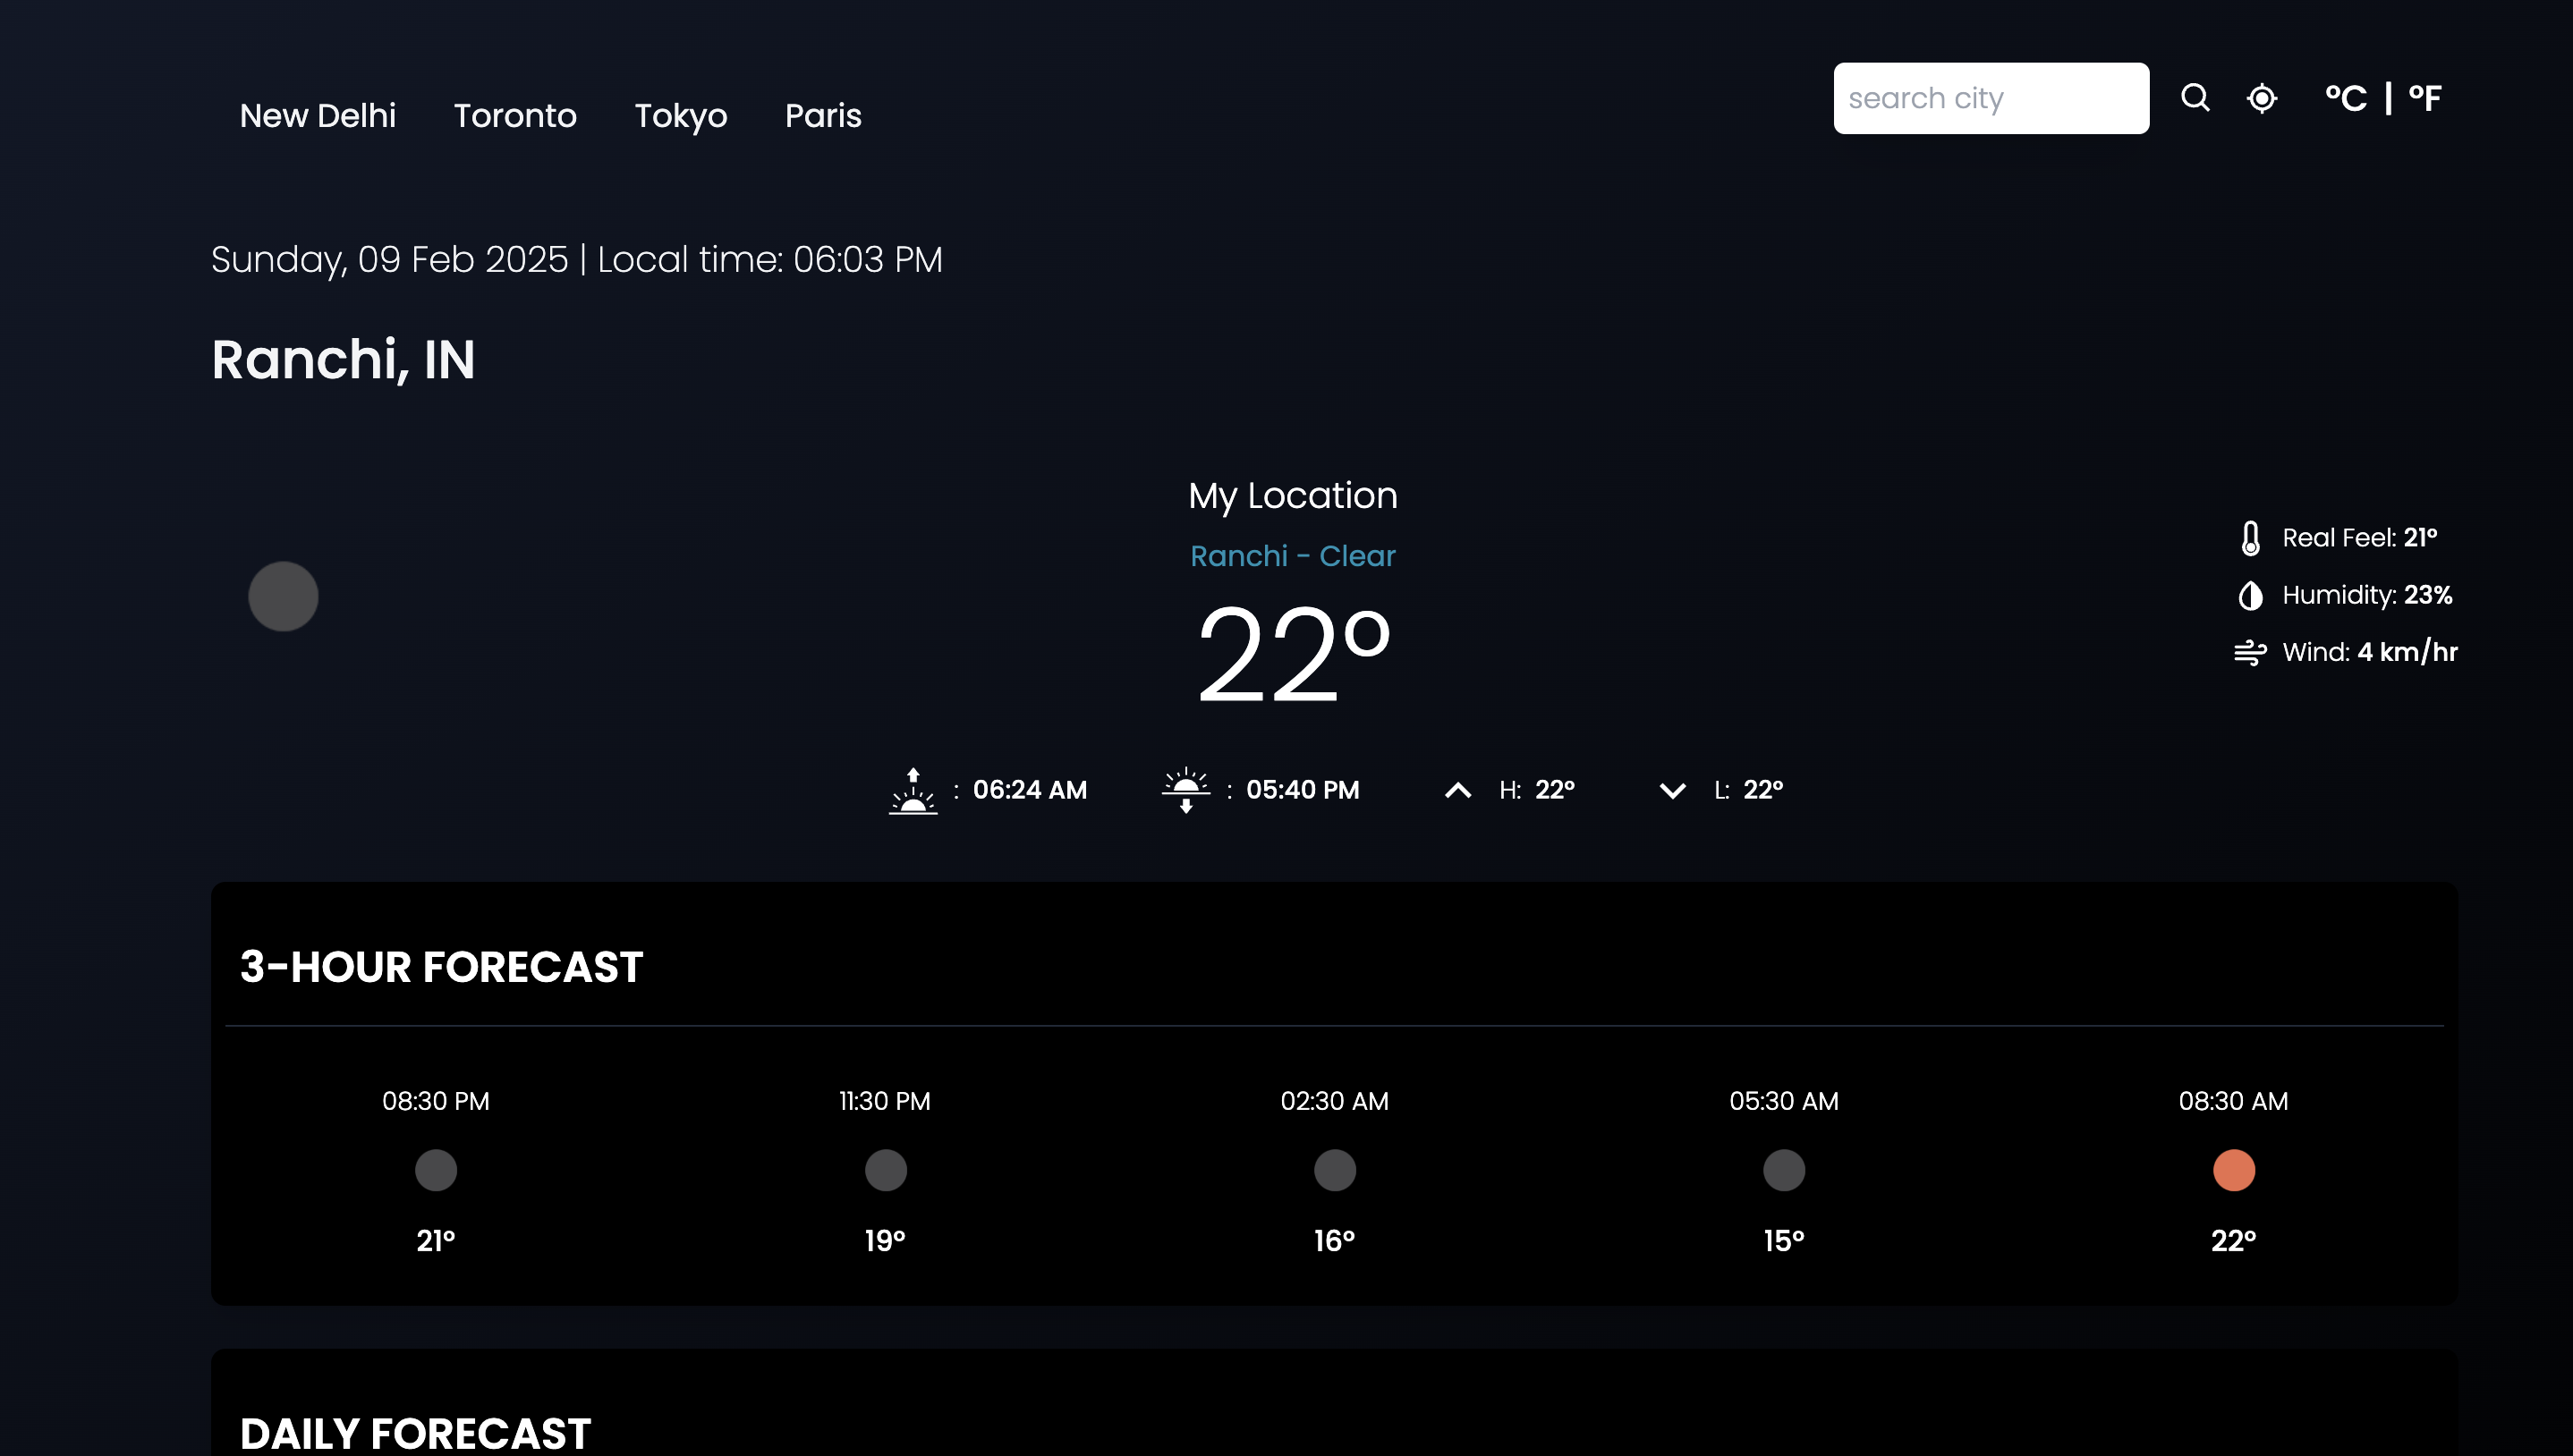 New Delhi Toronto Tokyo Paris
search city
°C | °F
Sunday, 09 Feb 2025 | Local time: 06:03 PM
Ranchi, IN
My Location
Ranchi - Clear
22°
Real Feel: 21°
Humidity: 23%
Wind: 4 km/hr
: 06:24 AM : 05:40 PM H: 22° L: 22°
3-HOUR FORECAST
08:30 PM 11:30 PM 02:30 AM 05:30 AM 08:30 AM
21° 19° 16° 15° 22°
DAILY FORECAST